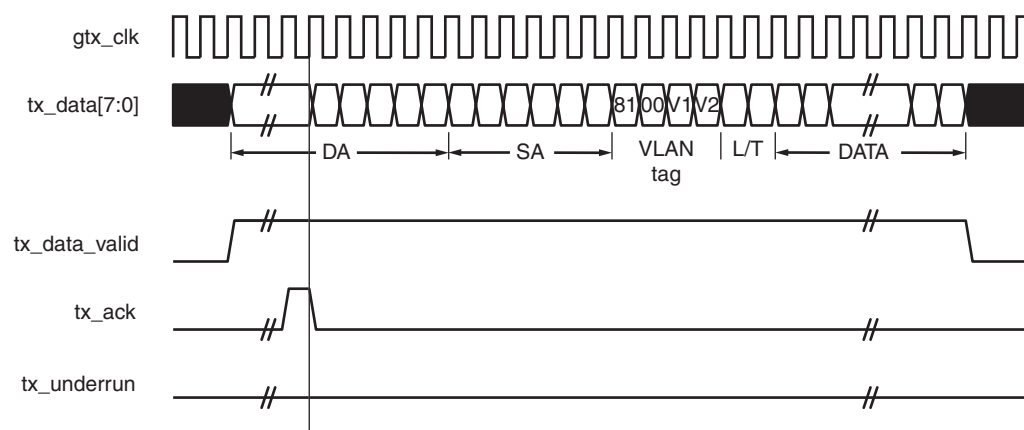 gtx_clk
tx_data[7:0]
81 00 V1 V2
DA SA VLAN tag L/T DATA
tx_data_valid
tx_ack
tx_underrun